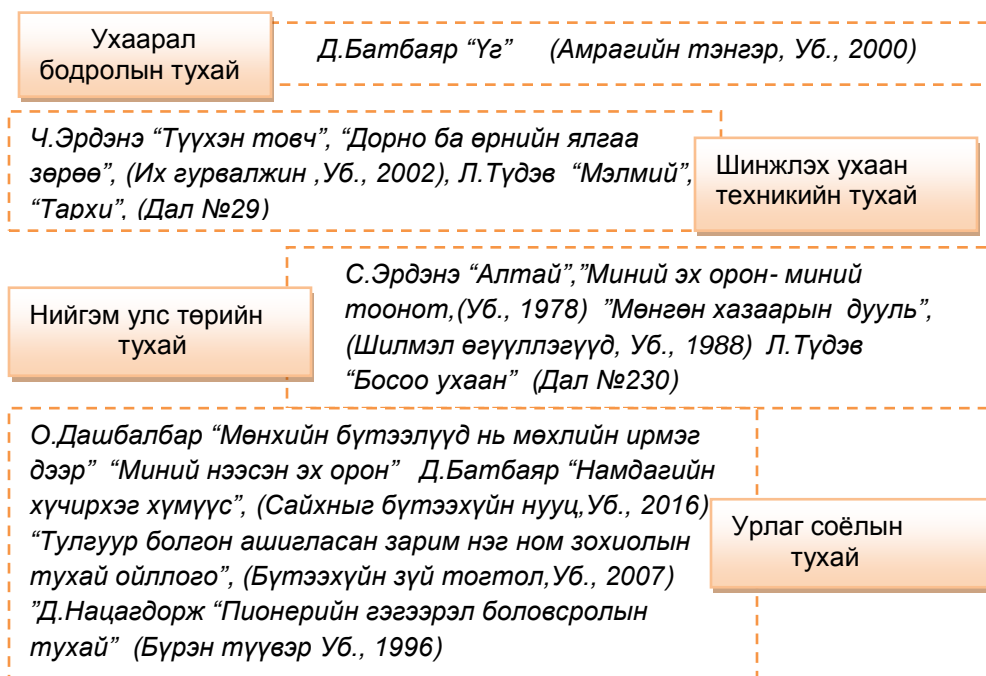 Ухаарал
бодролын тухай
Д.Батбаяр “Үг” (Амрагийн тэнгэр, Уб., 2000)
Ч.Эрдэнэ “Түүхэн товч”, “Дорно ба өрнийн ялгаа
зөрөө”, (Их гурвалжин ,Уб., 2002), Л.Түдэв “Мэлмий”,
“Тархи”, (Дал №29)
Шинжлэх ухаан
техникийн тухай
С.Эрдэнэ “Алтай”,”Миний эх орон- миний
тоонот,(Уб., 1978) ”Мөнгөн хазаарын дууль”,
(Шилмэл өгүүллэгүүд, Уб., 1988) Л.Түдэв
“Босоо ухаан” (Дал №230)
Нийгэм улс төрийн
тухай
О.Дашбалбар “Мөнхийн бүтээлүүд нь мөхлийн ирмэг
дээр” “Миний нээсэн эх орон” Д.Батбаяр “Намдагийн
хүчирхэг хүмүүс”, (Сайхныг бүтээхүйн нууц,Уб., 2016)
“Тулгуур болгон ашигласан зарим нэг ном зохиолын
тухай ойллого”, (Бүтээхүйн зүй тогтол,Уб., 2007)
”Д.Нацагдорж “Пионерийн гэгээрэл боловсролын
тухай” (Бүрэн түүвэр Уб., 1996)
Урлаг соёлын
тухай